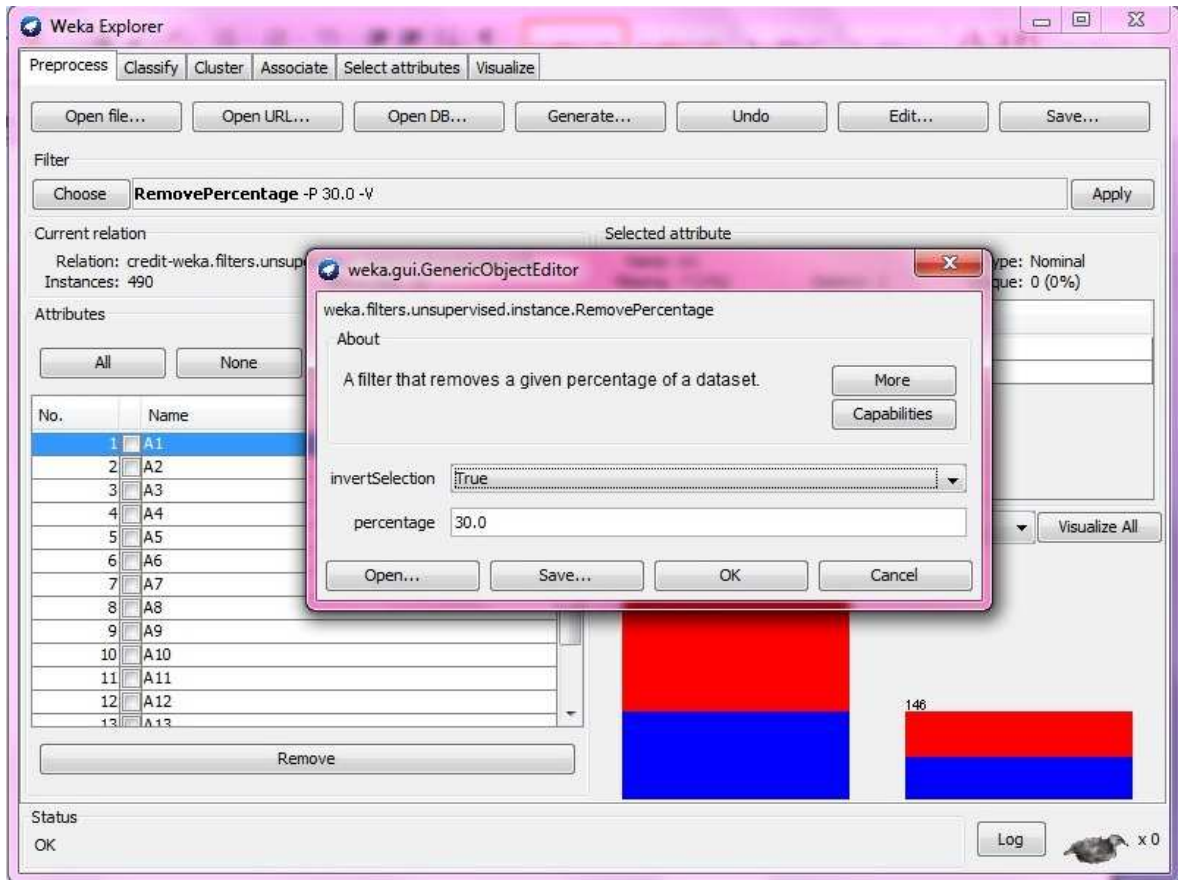 Weka Explorer
Preprocess Classify Cluster Associate Select attributes Visualize
Open file... Open URL... Open DB... Generate... Undo Edit... Save...
Filter
Choose RemovePercentage -P 30.0 -V Apply
Current relation
Relation: credit-weka.filters.unsup
Instances: 490
Selected attribute
ype: Nominal
que: 0 (0%)
Attributes
All None
No. Name
1 A1
2 A2
3 A3
4 A4
5 A5
6 A6
7 A7
8 A8
9 A9
10 A10
11 A11
12 A12
13 A13
Remove
weka.gui.GenericObjectEditor
weka.filters.unsupervised.instance.RemovePercentage
About
A filter that removes a given percentage of a dataset.
More
Capabilities
invertSelection True
percentage 30.0
Open... Save... OK Cancel
Visualize All
146
Status
OK
Log x 0